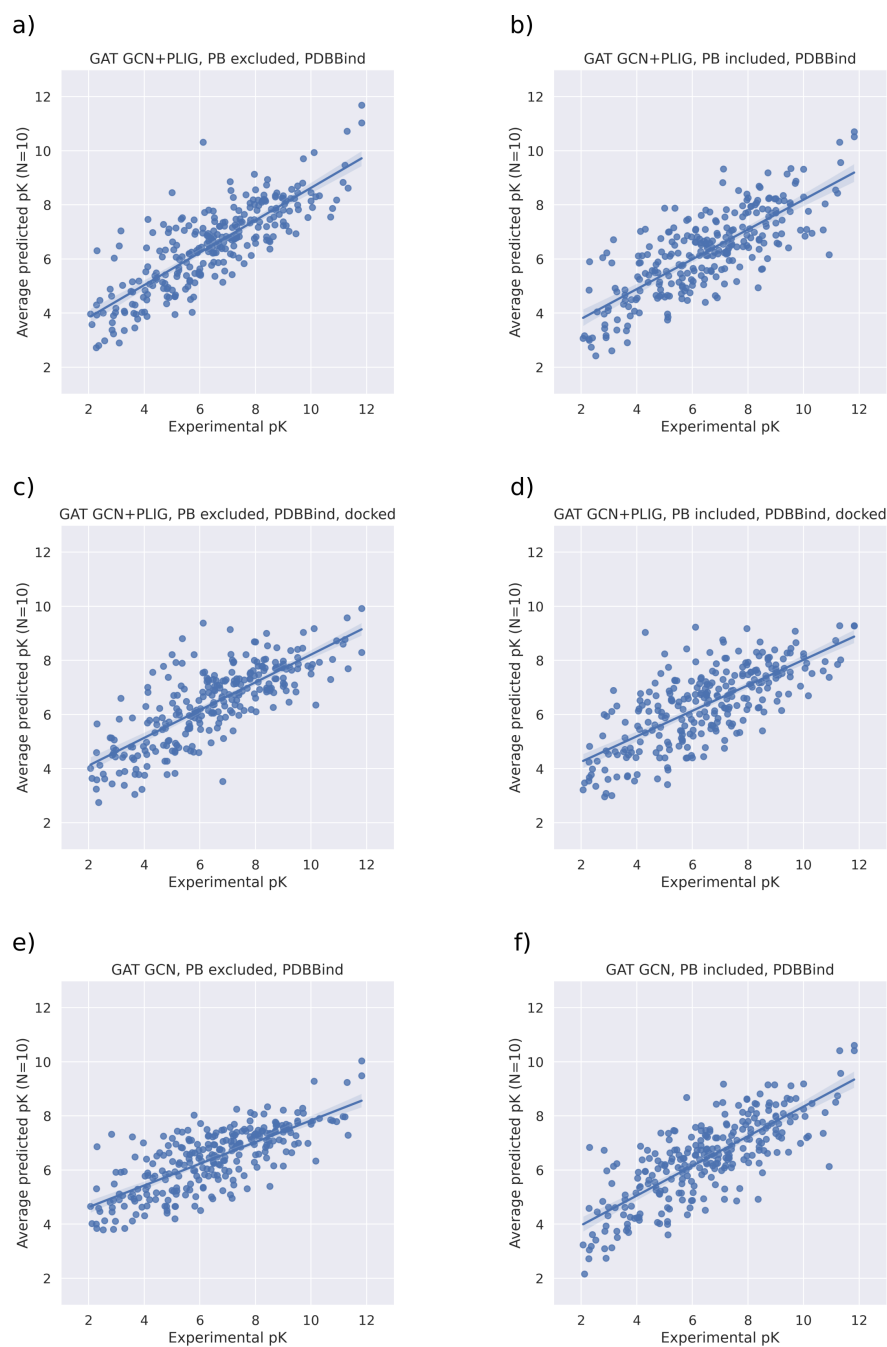 a)
GAT GCN+PLIG, PB excluded, PDBBind
12
10
8
6
4
2
Average predicted pK (N=10)
2 4 6 8 10 12
Experimental pK
b)
GAT GCN+PLIG, PB included, PDBBind
12
10
8
6
4
2
Average predicted pK (N=10)
2 4 6 8 10 12
Experimental pK
c)
GAT GCN+PLIG, PB excluded, PDBBind, docked
12
10
8
6
4
2
Average predicted pK (N=10)
2 4 6 8 10 12
Experimental pK
d)
GAT GCN+PLIG, PB included, PDBBind, docked
12
10
8
6
4
2
Average predicted pK (N=10)
2 4 6 8 10 12
Experimental pK
e)
GAT GCN, PB excluded, PDBBind
12
10
8
6
4
2
Average predicted pK (N=10)
2 4 6 8 10 12
Experimental pK
f)
GAT GCN, PB included, PDBBind
12
10
8
6
4
2
Average predicted pK (N=10)
2 4 6 8 10 12
Experimental pK